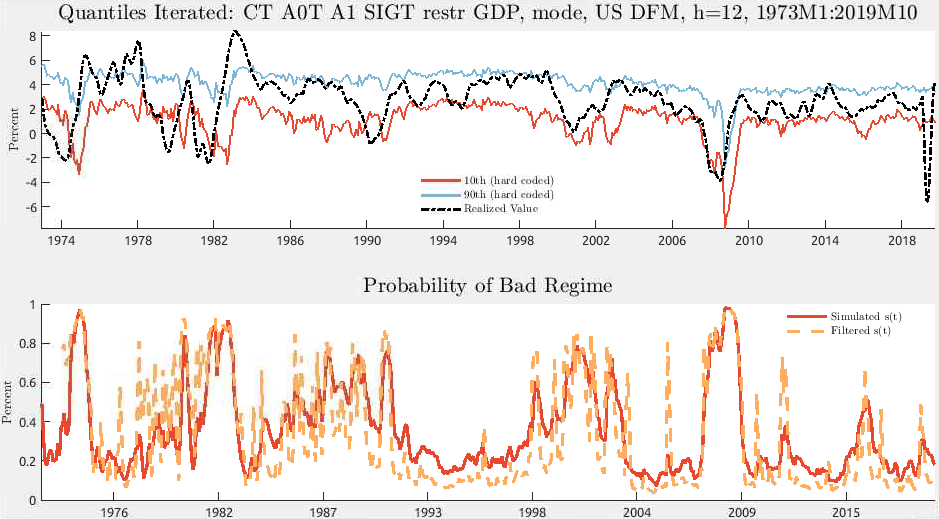 Quantiles Iterated: CT A0T A1 SIGT restr GDP, mode, US DFM, h=12, 1973M1:2019M10
8
6
4
2
0
-2
-4
-6
Percent
10th (hard coded)
90th (hard coded)
Realized Value
1974 1978 1982 1986 1990 1994 1998 2002 2006 2010 2014 2018
Probability of Bad Regime
1
0.8
0.6
0.4
0.2
0
Percent
Simulated s(t)
Filtered s(t)
1976 1982 1987 1993 1998 2004 2009 2015